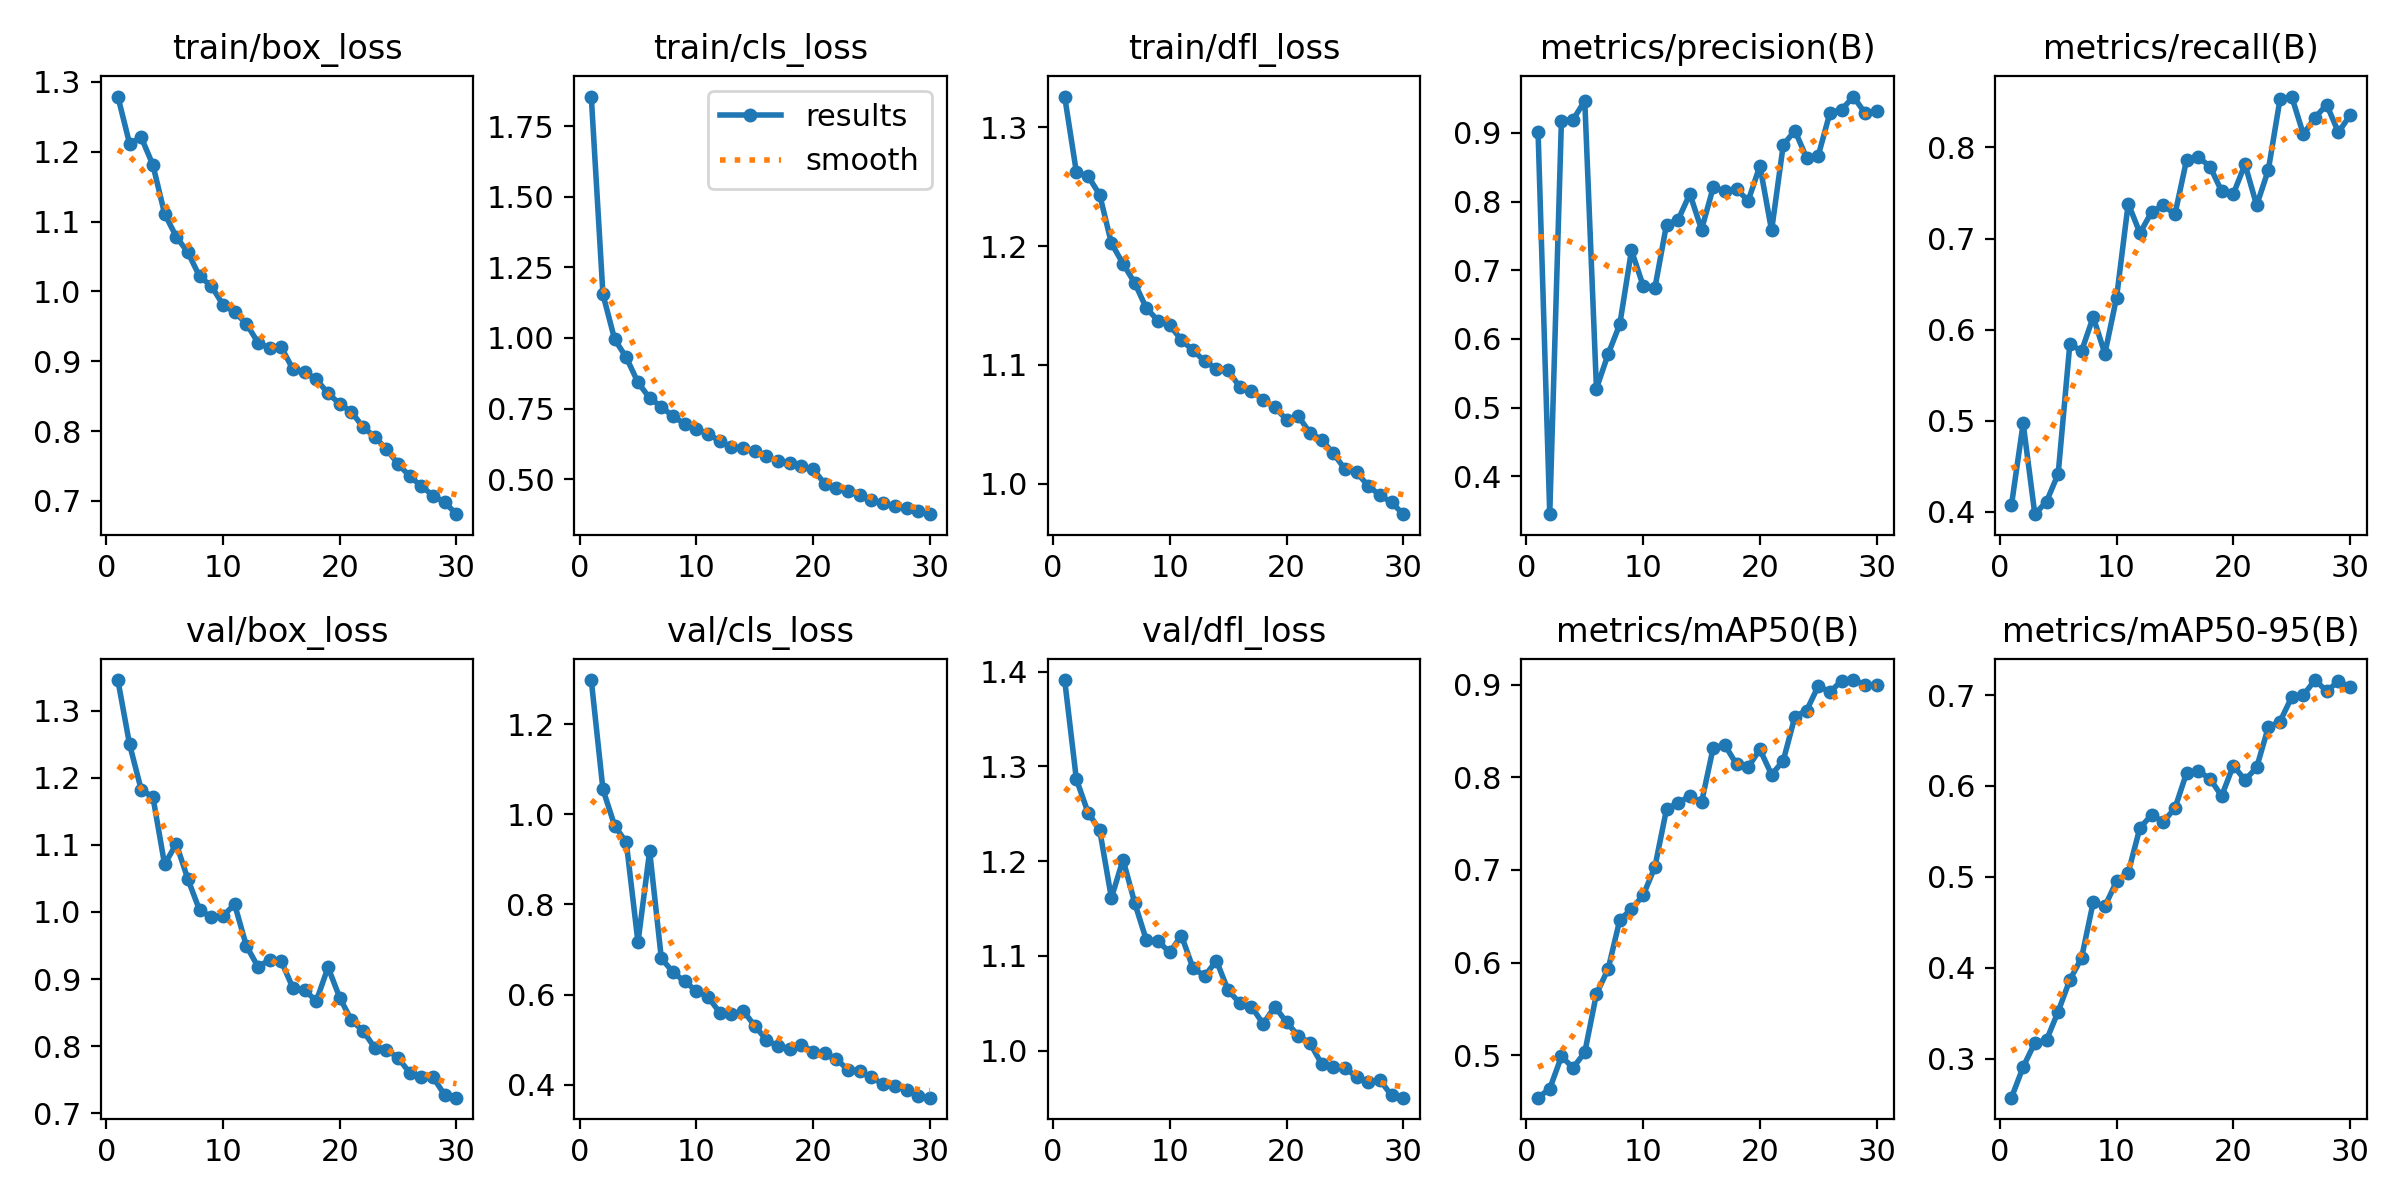 train/box_loss
1.3
1.2
1.1
1.0
0.9
0.8
0.7
0 10 20 30
train/cls_loss
results
smooth
1.75
1.50
1.25
1.00
0.75
0.50
0 10 20 30
train/dfl_loss
1.3
1.2
1.1
1.0
0 10 20 30
metrics/precision(B)
0.9
0.8
0.7
0.6
0.5
0.4
0 10 20 30
metrics/recall(B)
0.8
0.7
0.6
0.5
0.4
0 10 20 30
val/box_loss
1.3
1.2
1.1
1.0
0.9
0.8
0.7
0 10 20 30
val/cls_loss
1.2
1.0
0.8
0.6
0.4
0 10 20 30
val/dfl_loss
1.4
1.3
1.2
1.1
1.0
0 10 20 30
metrics/mAP50(B)
0.9
0.8
0.7
0.6
0.5
0 10 20 30
metrics/mAP50-95(B)
0.7
0.6
0.5
0.4
0.3
0 10 20 30